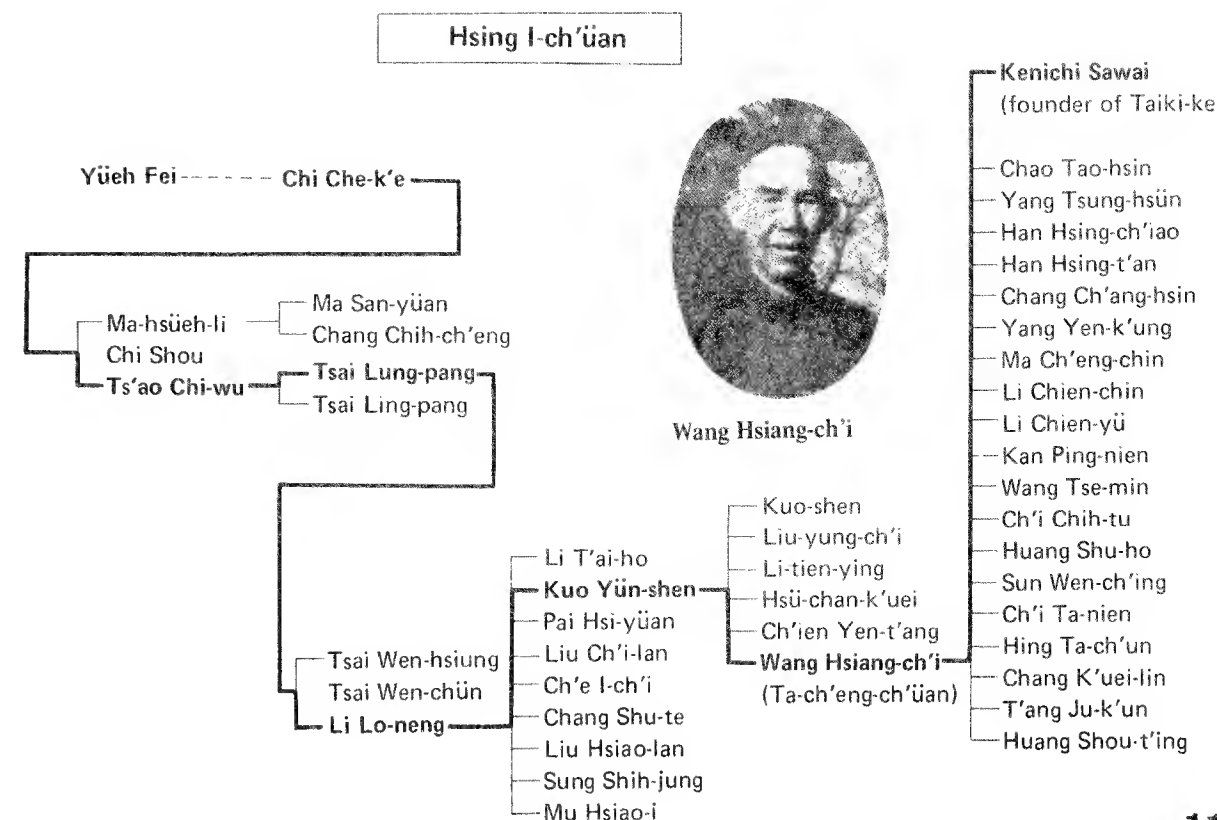 Hsing I-ch'üan
Yüeh Fei
Chi Che-k'e
Ma-hsüeh-li
Chi Shou
Ts'ao Chi-wu
Ma San-yüan
Chang Chih-ch'eng
Tsai Lung-pang
Tsai Ling-pang
Tsai Wen-hsiung
Tsai Wen-chün
Li Lo-neng
Li T'ai-ho
Kuo Yün-shen
Pai Hsi-yüan
Liu Ch'i-lan
Ch'e I-ch'i
Chang Shu-te
Liu Hsiao-lan
Sung Shih-jung
Mu Hsiao-i
Wang Hsiang-ch'i
Kuo-shen
Liu-yung-ch'i
Li-tien-ying
Hsü-chan-k'uei
Ch'ien Yen-t'ang
Wang Hsiang-ch'i
(Ta-ch'eng-ch'üan)
Kenichi Sawai
(founder of Taiki-ke
Chao Tao-hsin
Yang Tsung-hsün
Han Hsing-ch'iao
Han Hsing-t'an
Chang Ch'ang-hsin
Yang Yen-k'ung
Ma Ch'eng-chin
Li Chien-chin
Li Chien-yü
Kan Ping-nien
Wang Tse-min
Ch'i Chih-tu
Huang Shu-ho
Sun Wen-ch'ing
Ch'i Ta-nien
Hing Ta-ch'un
Chang K'uei-lin
T'ang Ju-k'un
Huang Shou-t'ing